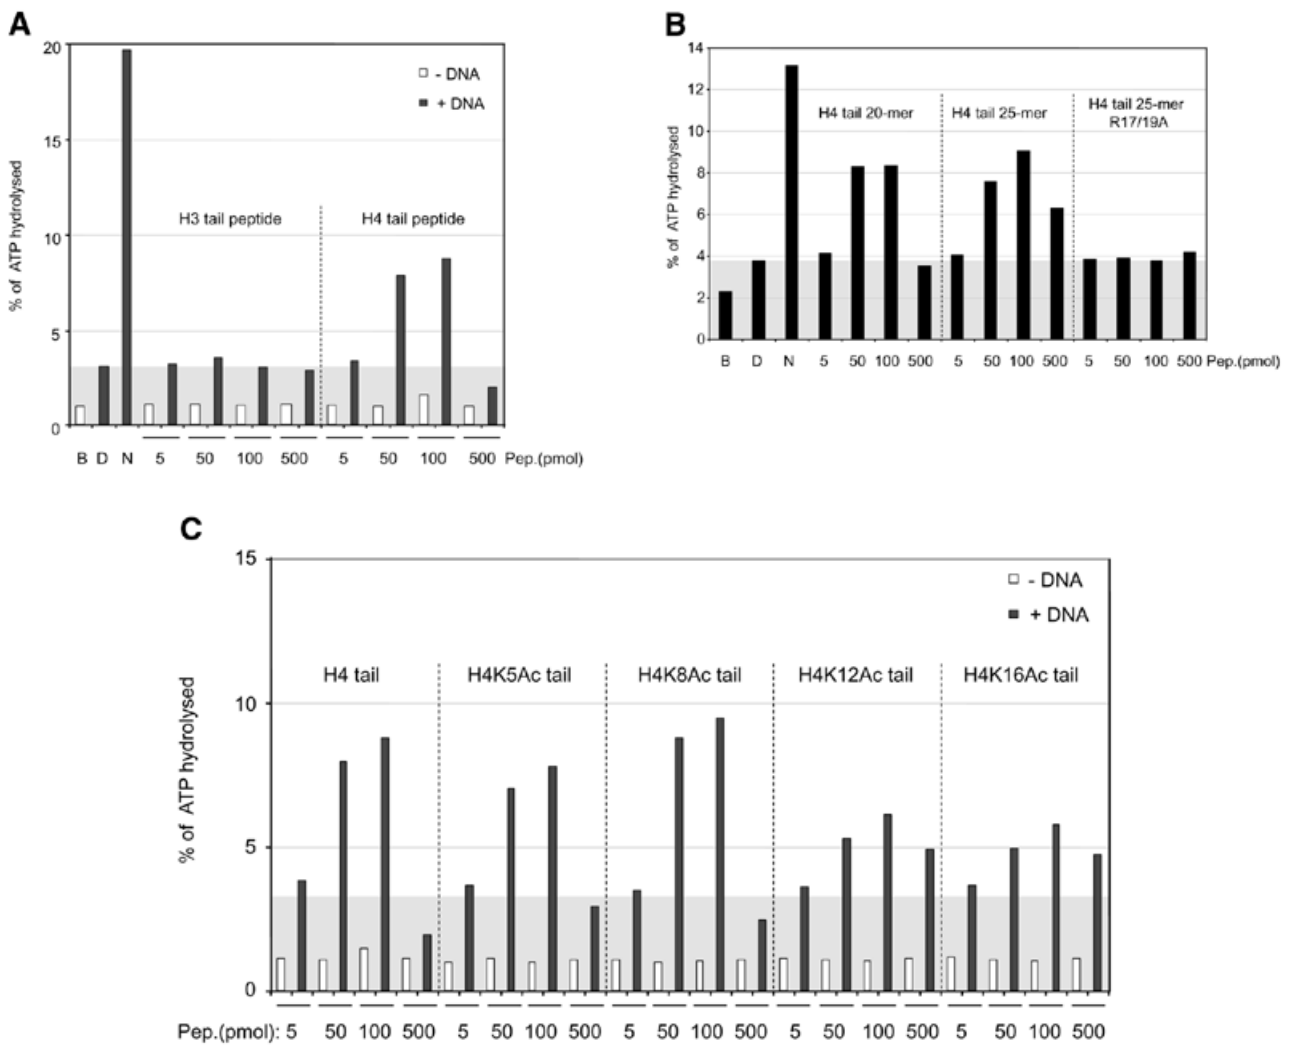 A
20
15
10
5
0
% of ATP hydrolysed
- DNA
+ DNA
H3 tail peptide
H4 tail peptide
B D N 5 50 100 500 5 50 100 500 Pep.(pmol)
B
14
12
10
8
6
4
2
0
% of ATP hydrolysed
H4 tail 20-mer
H4 tail 25-mer
H4 tail 25-mer
R17/19A
B D N 5 50 100 500 5 50 100 500 5 50 100 500 Pep.(pmol)
C
15
10
5
0
% of ATP hydrolysed
- DNA
+ DNA
H4 tail
H4K5Ac tail
H4K8Ac tail
H4K12Ac tail
H4K16Ac tail
Pep.(pmol): 5 50 100 500 5 50 100 500 5 50 100 500 5 50 100 500 5 50 100 500